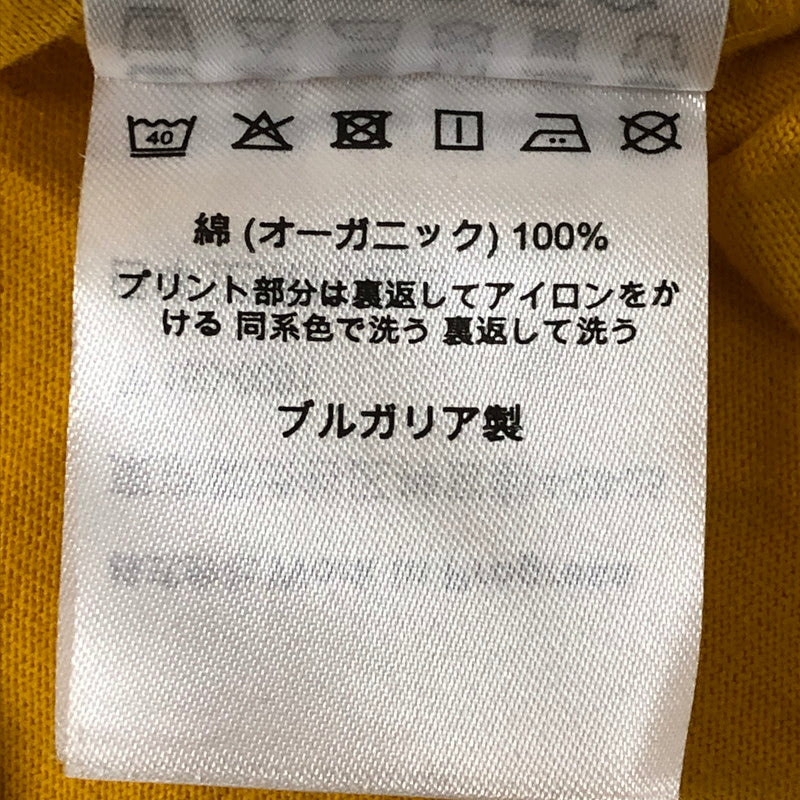 40
綿 (オーガニック) 100%
プリント部分は裏返してアイロンをか
ける 同系色で洗う 裏返して洗う
ブルガリア製